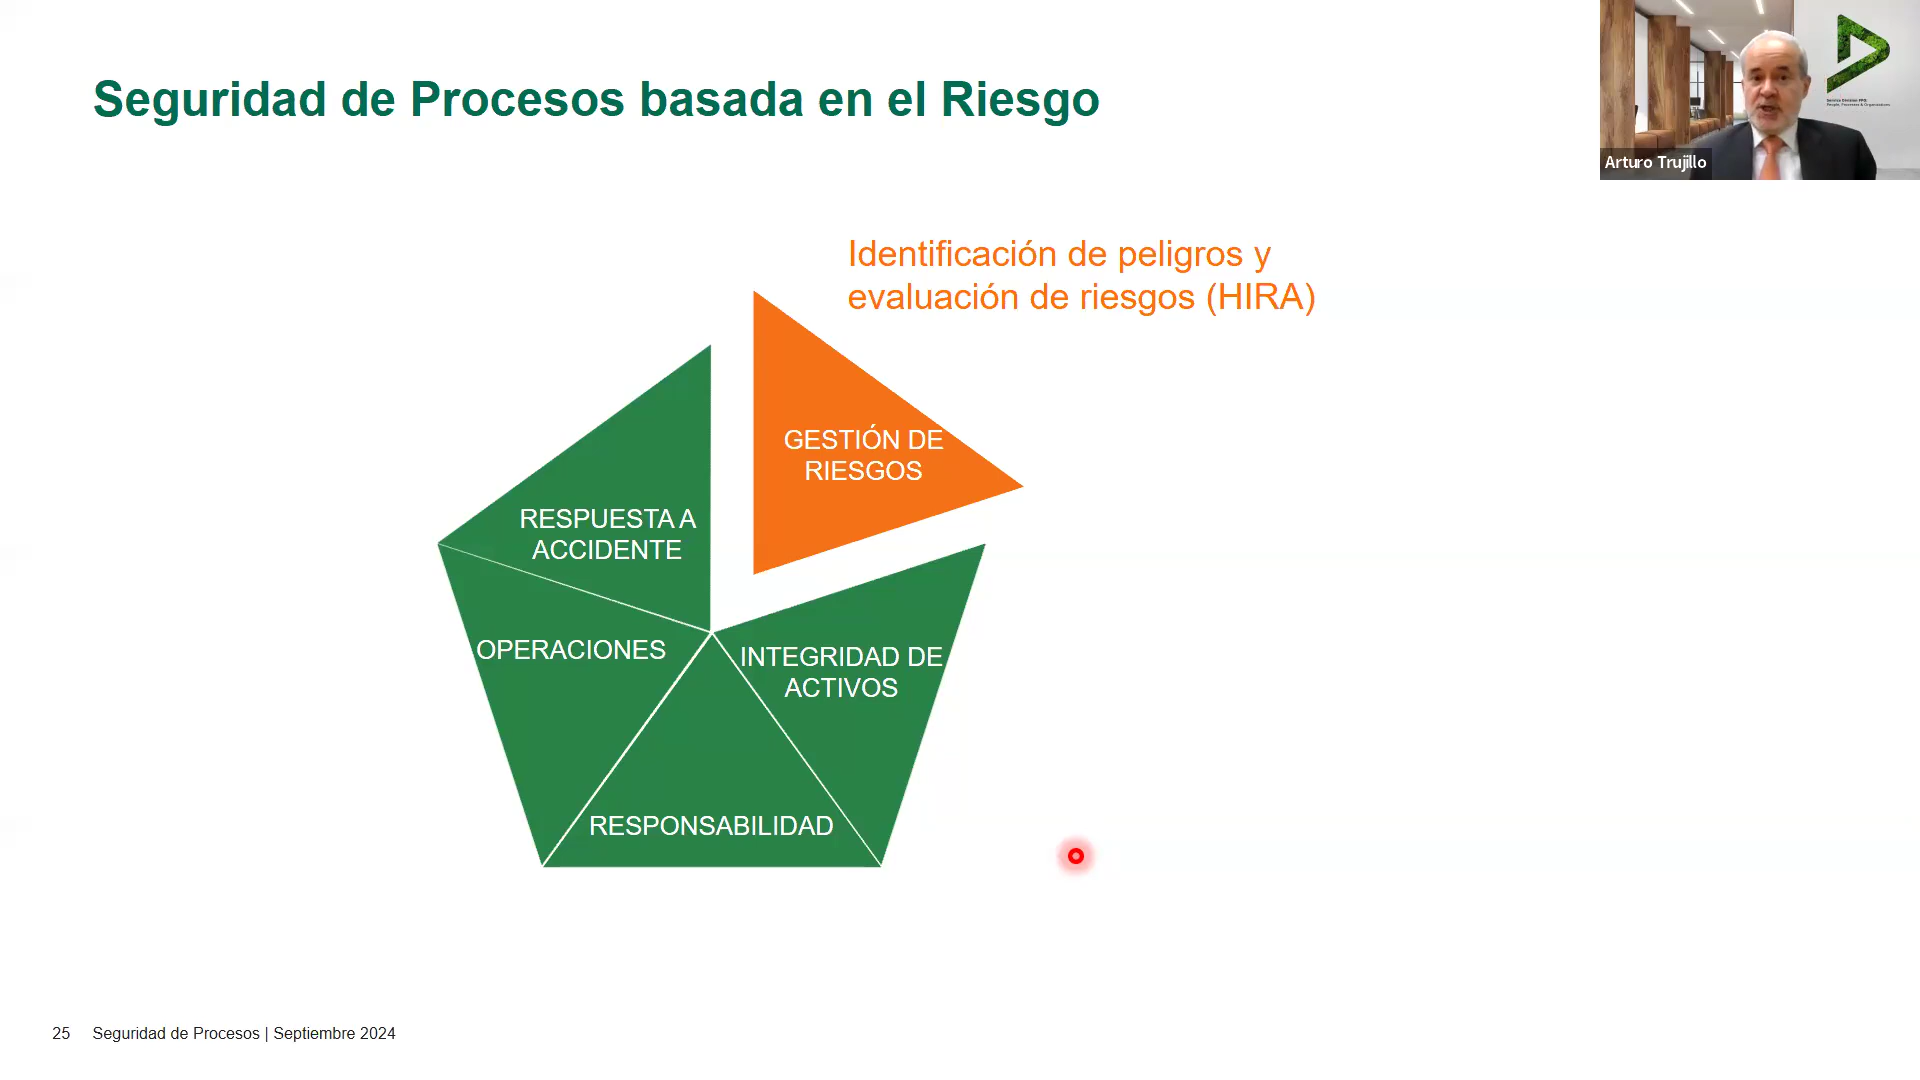 Seguridad de Procesos basada en el Riesgo
Arturo Trujillo
Identificación de peligros y
evaluación de riesgos (HIRA)
GESTIÓN DE
RIESGOS
RESPUESTA A
ACCIDENTE
OPERACIONES
INTEGRIDAD DE
ACTIVOS
RESPONSABILIDAD
25 Seguridad de Procesos | Septiembre 2024